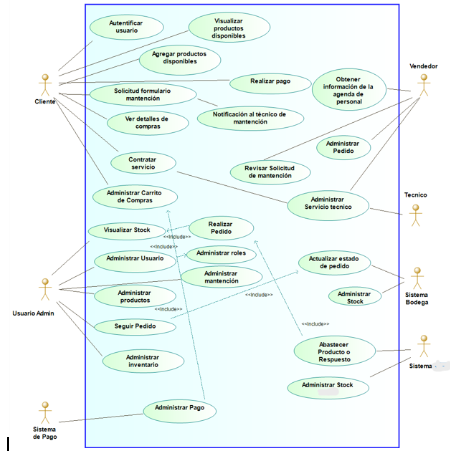 Autentificar
usuario
Visualizar
productos
disponibles
Agregar productos
disponibles
Realizar pago
Obtener
información de la
agenda de
personal
Vendedor
Cliente
Solicitud formulario
mantención
Ver detalles de
compras
Notificación al técnico de
mantención
Administrar
Pedido
Contratar
servicio
Revisar Solicitud
de mantención
Administrar Carrito
de Compras
Administrar
Servicio tecnico
Tecnico
Visualizar Stock
Realizar
Pedido
<<Include>>
<<Include>>
Administrar Usuario
Administrar roles
Actualizar estado
de pedido
Administrar
mantención
Usuario Admin
Administrar
productos
<<Include>>
<<Include>>
Administrar
Stock
Sistema
Bodega
Seguir Pedido
<<Include>>
Administrar
inventario
Abastecer
Producto o
Respuesto
Sistema
Administrar Stock
Administrar Pago
Sistema
de Pago